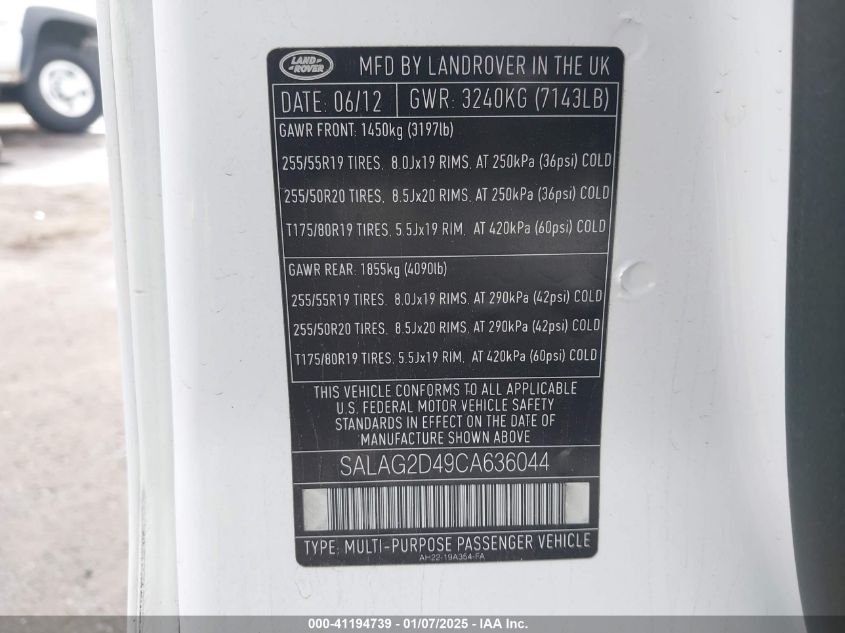 LAND ROVER MFD BY LANDROVER IN THE UK
DATE: 06/12 GWR: 3240KG (7143LB)
GAWR FRONT: 1450kg (3197lb)
255/55R19 TIRES, 8.0Jx19 RIMS, AT 250kPa (36psi) COLD
255/50R20 TIRES, 8.5Jx20 RIMS, AT 250kPa (36psi) COLD
T175/80R19 TIRES, 5.5Jx19 RIM, AT 420kPa (60psi) COLD
GAWR REAR: 1855kg (4090lb)
255/55R19 TIRES, 8.0Jx19 RIMS, AT 290kPa (42psi) COLD
255/50R20 TIRES, 8.5Jx20 RIMS, AT 290kPa (42psi) COLD
T175/80R19 TIRES, 5.5Jx19 RIM, AT 420kPa (60psi) COLD
THIS VEHICLE CONFORMS TO ALL APPLICABLE
U.S. FEDERAL MOTOR VEHICLE SAFETY
STANDARDS IN EFFECT ON THE DATE OF
MANUFACTURE SHOWN ABOVE
SALAG2D49CA636044
TYPE: MULTI-PURPOSE PASSENGER VEHICLE
AH22-19A354-FA
000-41194739 - 01/07/2025 - IAA Inc.